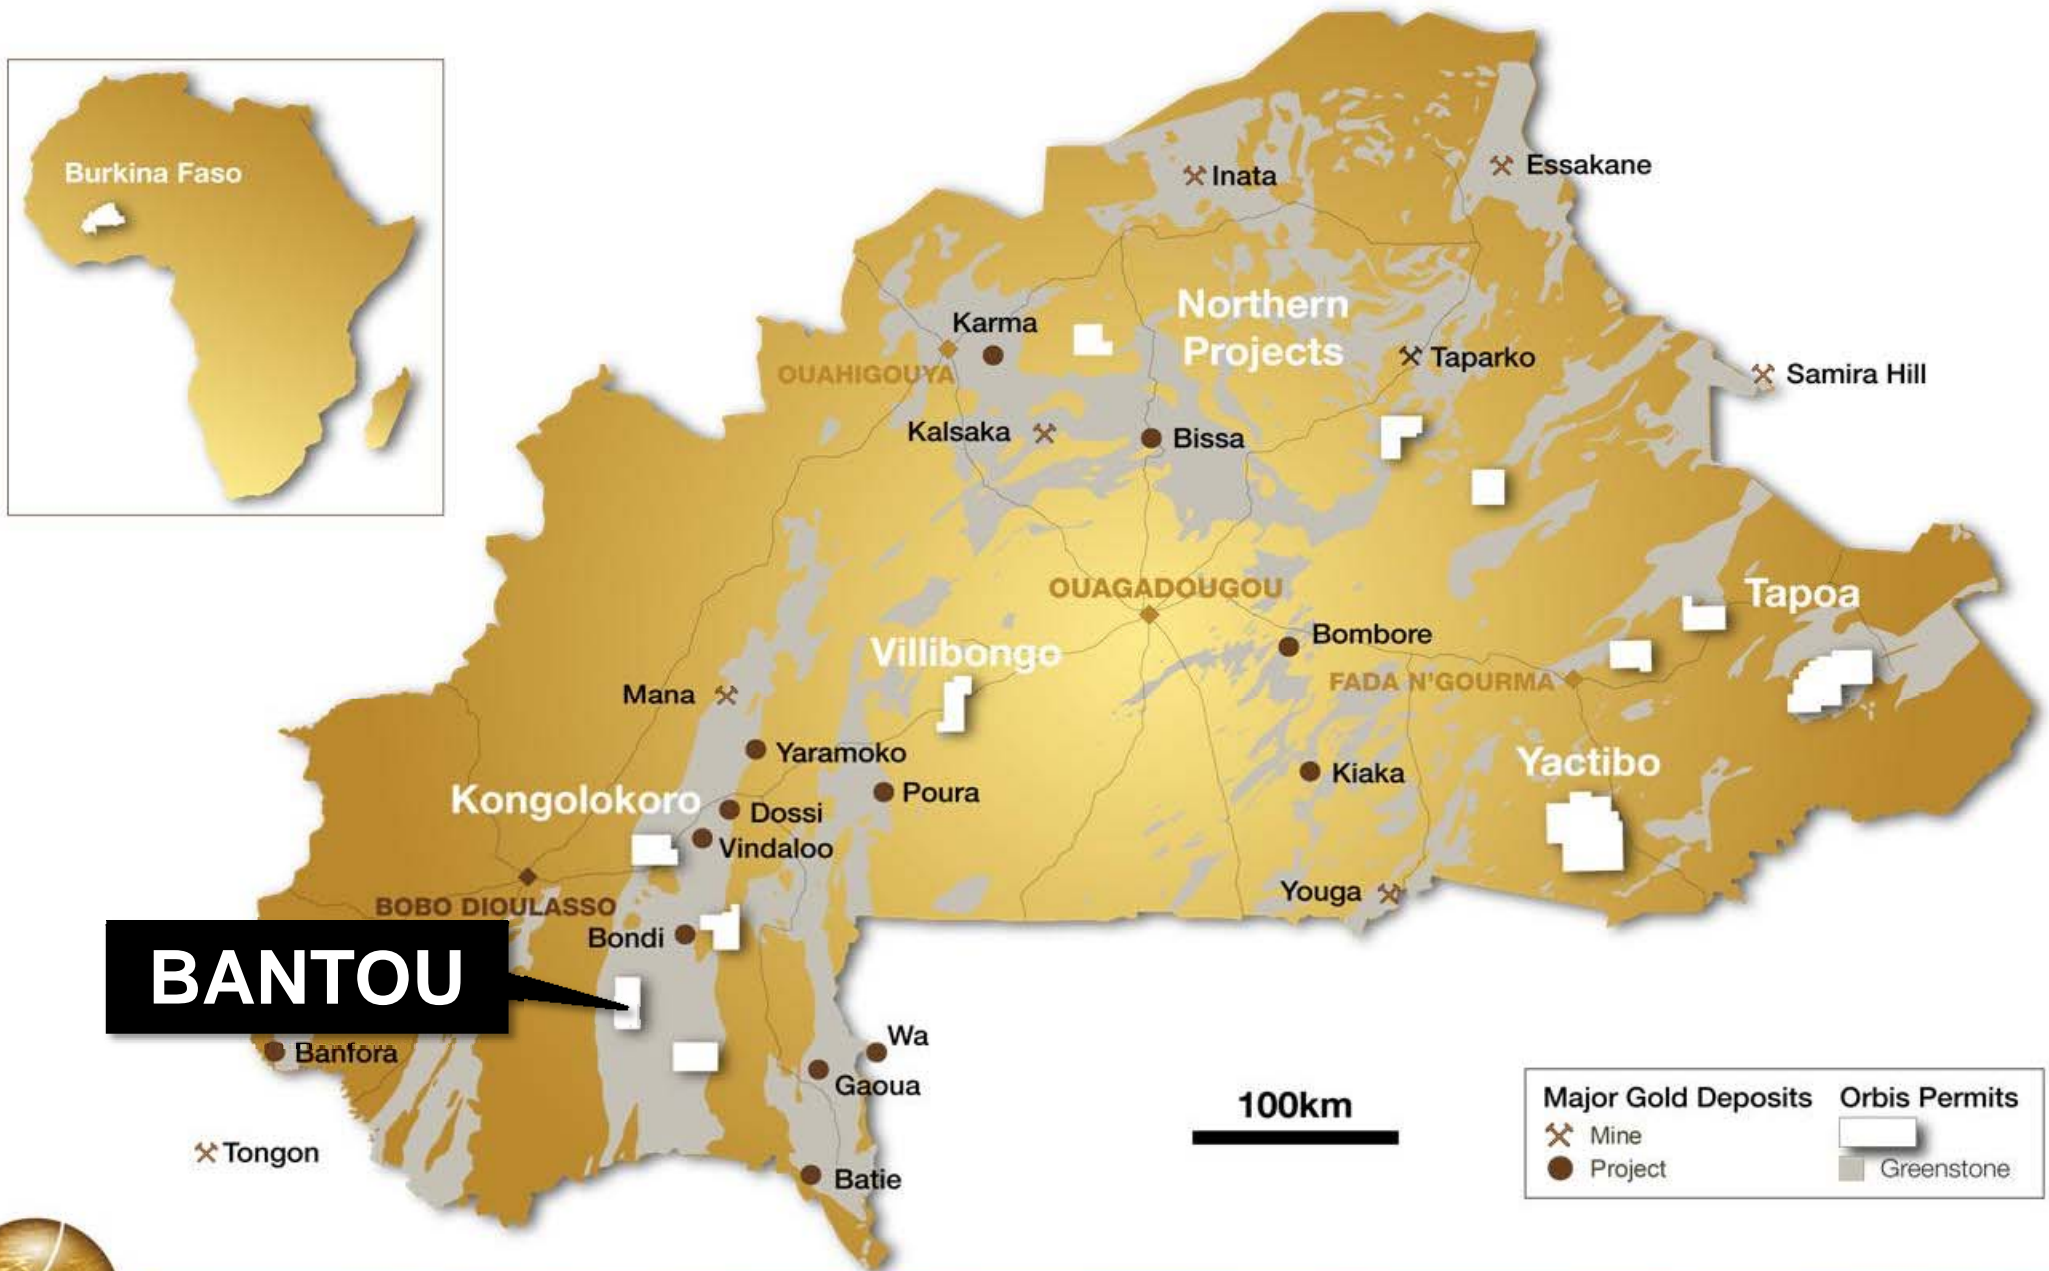 Burkina Faso
Inata
Essakane
Northern
Projects
Karma
OUAHIGOUYA
Taparko
Samira Hill
Kalsaka
Bissa
OUAGADOUGOU
Tapoa
Bombore
Villibongo
FADA N'GOURMA
Mana
Yaramoko
Yactibo
Kiaka
Poura
Kongolokoro
Dossi
Vindaloo
Youga
BOBO DIOULASSO
Bondi
BANTOU
Wa
Banfora
Gaoua
Tongon
Batie
100km
Major Gold Deposits
Mine
Project
Orbis Permits
Greenstone